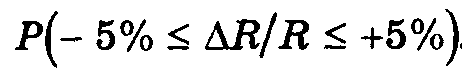 P(− 5% ≤ ΔR/R ≤ +5%).